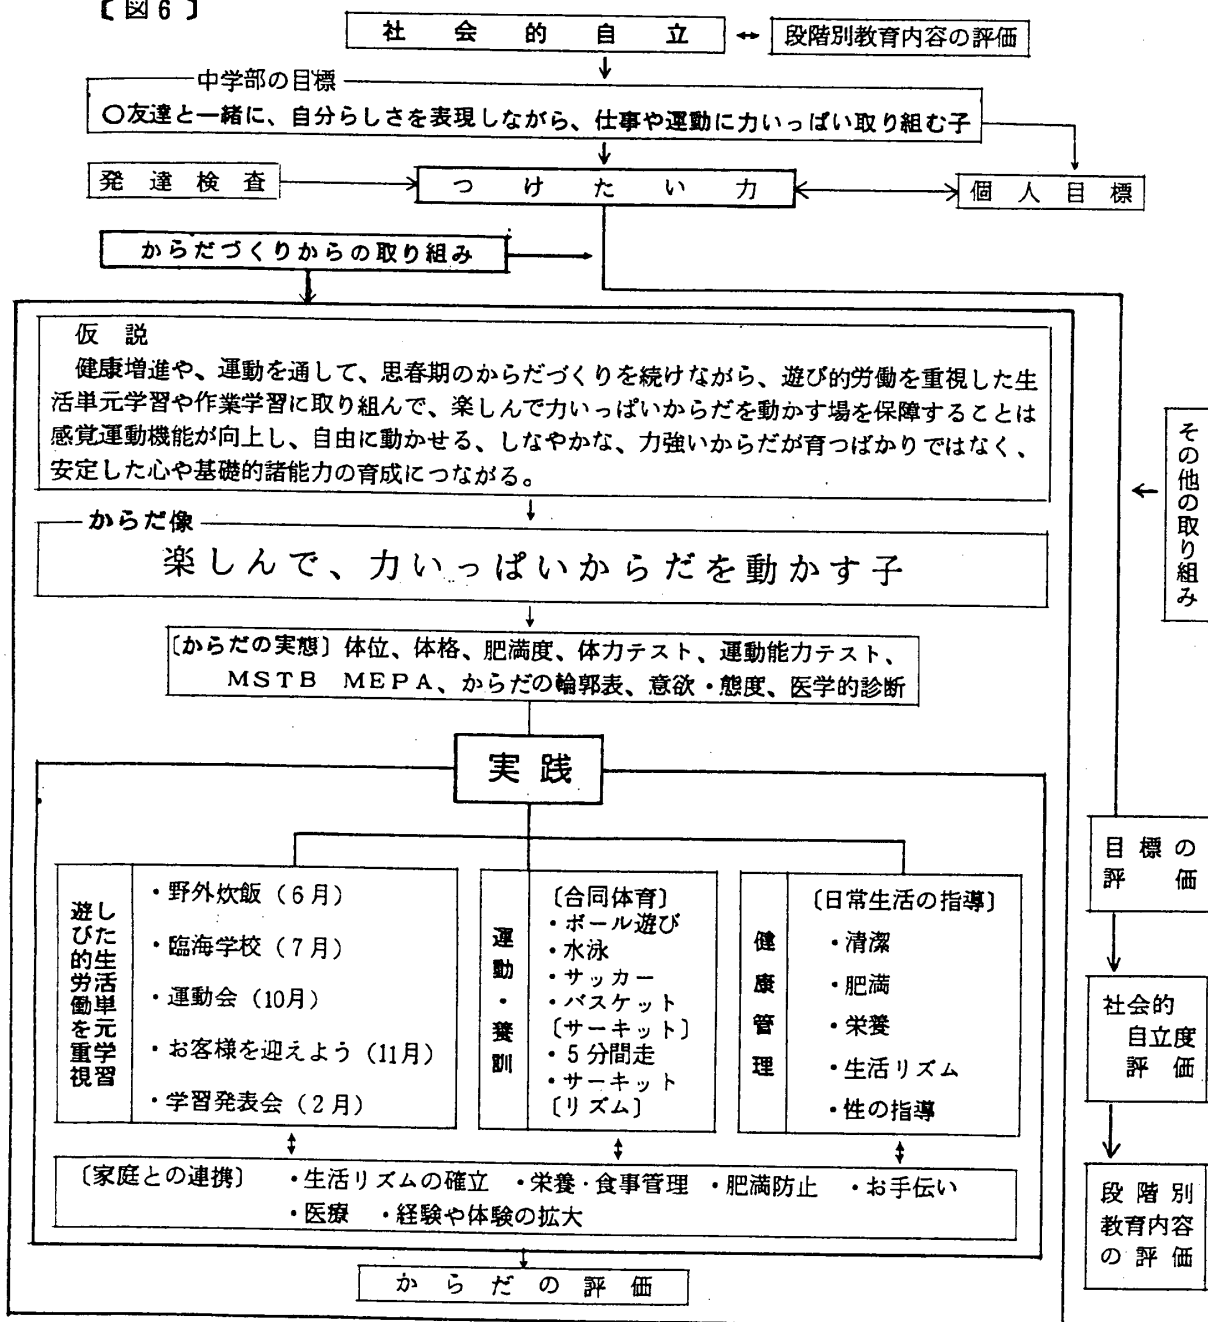 〔図6〕
社会的自立
段階別教育内容の評価
中学部の目標
○友達と一緒に、自分らしさを表現しながら、仕事や運動に力いっぱい取り組む子
発達検査
つけたい力
個人目標
からだづくりからの取り組み
仮説
健康増進や、運動を通して、思春期のからだづくりを続けながら、遊び的労働を重視した生
活単元学習や作業学習に取り組んで、楽しんで力いっぱいからだを動かす場を保障することは
感覚運動機能が向上し、自由に動かせる、しなやかな、力強いからだが育つばかりではなく、
安定した心や基礎的諸能力の育成につながる。
その他の取り組み
からだ像
楽しんで、力いっぱいからだを動かす子
〔からだの実態〕体位、体格、肥満度、体力テスト、運動能力テスト、
MSTB MEPA、からだの輪郭表、意欲・態度、医学的診断
実践
遊び的労働を重視
した生活単元学習
・野外炊飯(6月)
・臨海学校(7月)
・運動会(10月)
・お客様を迎えよう(11月)
・学習発表会(2月)
運動・養訓
〔合同体育〕
・ボール遊び
・水泳
・サッカー
・バスケット
〔サーキット〕
・5分間走
・サーキット
〔リズム〕
健康管理
〔日常生活の指導〕
・清潔
・肥満
・栄養
・生活リズム
・性の指導
〔家庭との連携〕 ・生活リズムの確立 ・栄養・食事管理 ・肥満防止 ・お手伝い
・医療 ・経験や体験の拡大
からだの評価
目標の
評価
社会的
自立度
評価
段階別
教育内容
の評価